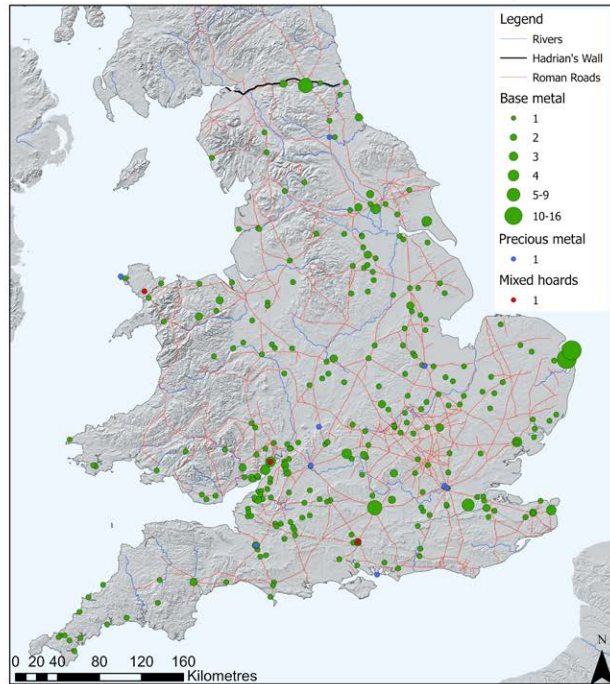 Legend
Rivers
Hadrian's Wall
Roman Roads
Base metal
1
2
3
4
5-9
10-16
Precious metal
1
Mixed hoards
1
N
0 20 40 80 120 160
Kilometres